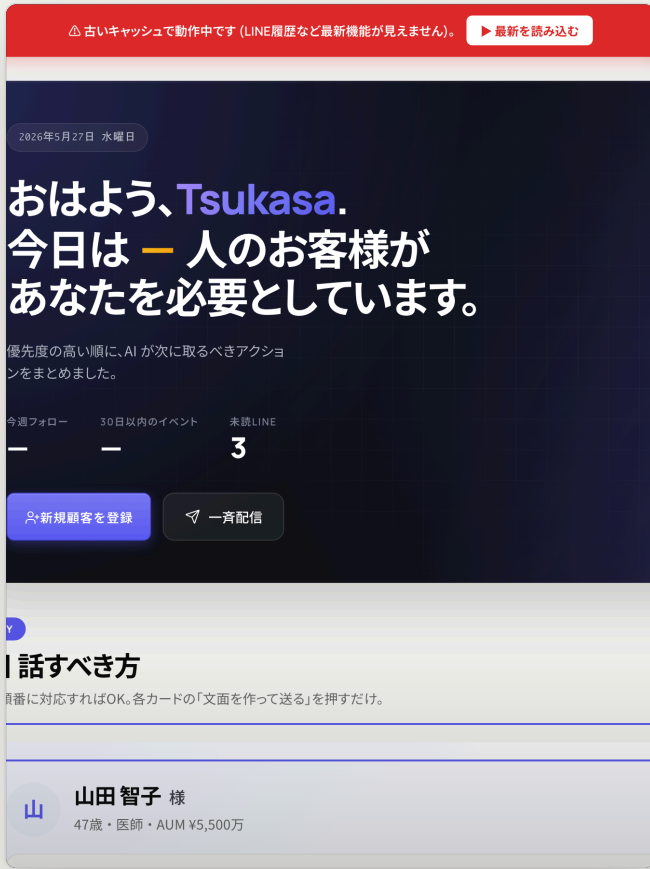 ⚠ 古いキャッシュで動作中です (LINE履歴など最新機能が見えません)。 ▶ 最新を読み込む
2026年5月27日 水曜日
おはよう、Tsukasa.
今日は — 人のお客様が
あなたを必要としています。
優先度の高い順に、AI が次に取るべきアクショ
ンをまとめました。
今週フォロー 30日以内のイベント 未読LINE
— — 3
新規顧客を登録 一斉配信
Y
話すべき方
順番に対応すればOK。各カードの「文面を作って送る」を押すだけ。
山 山田 智子 様
47歳・医師・AUM ¥5,500万